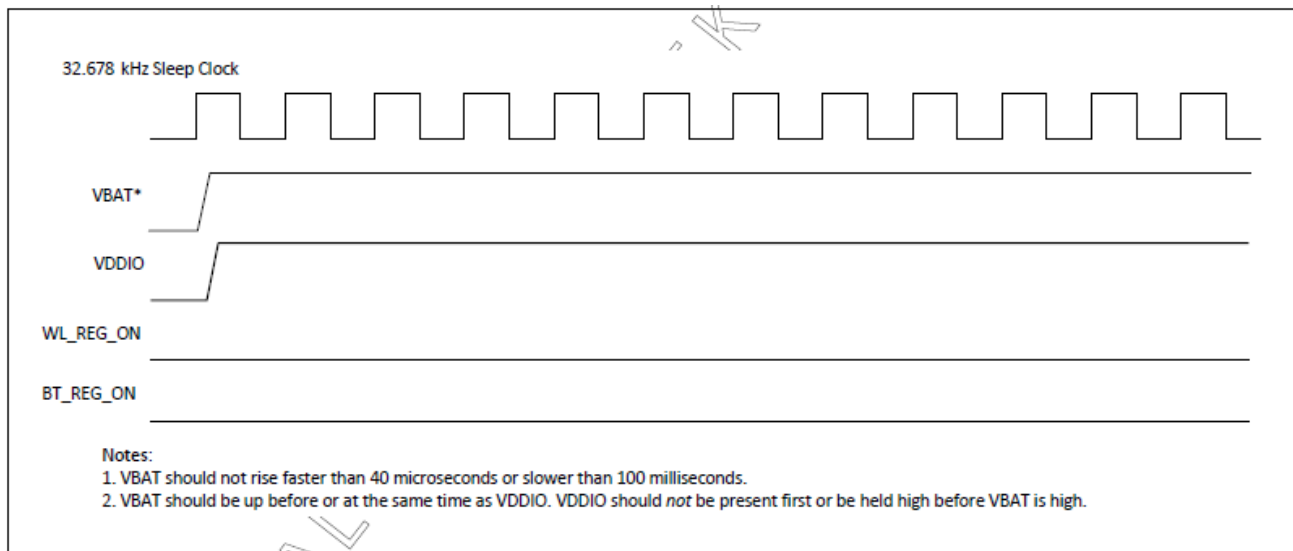 32.678 kHz Sleep Clock
VBAT*
VDDIO
WL_REG_ON
BT_REG_ON
Notes:
1. VBAT should not rise faster than 40 microseconds or slower than 100 milliseconds.
2. VBAT should be up before or at the same time as VDDIO. VDDIO should not be present first or be held high before VBAT is high.